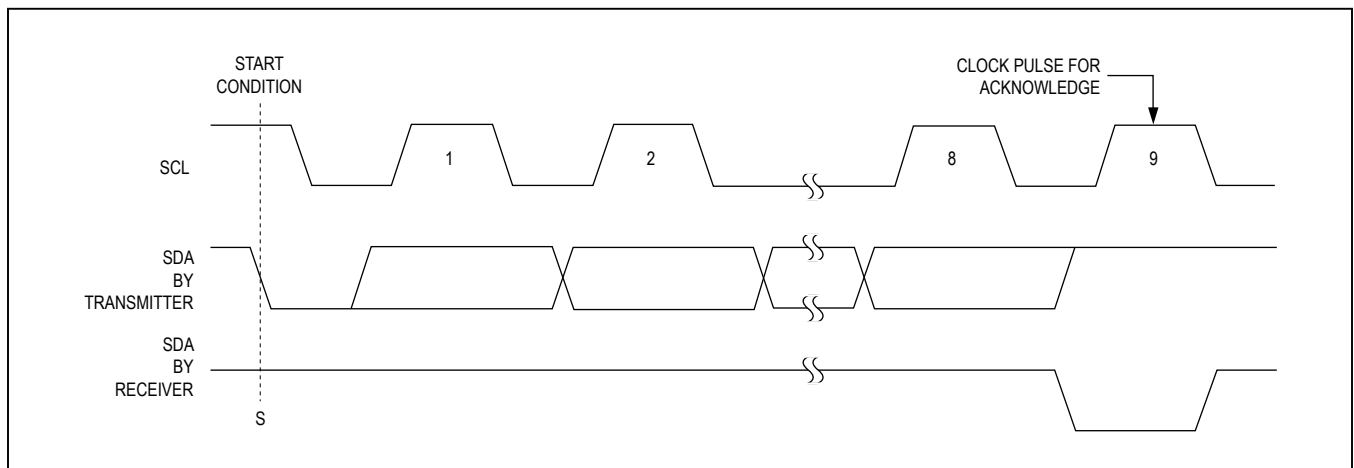 START
CONDITION
CLOCK PULSE FOR
ACKNOWLEDGE
SCL
1
2
8
9
SDA
BY
TRANSMITTER
SDA
BY
RECEIVER
S